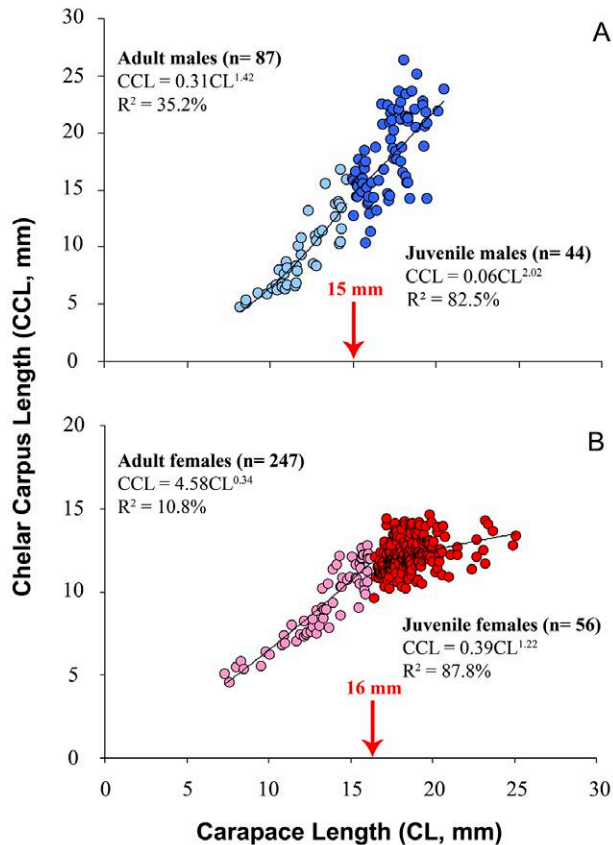 A
30
25
20
15
10
5
0
Adult males (n= 87)
CCL = 0.31CL^1.42
R² = 35.2%
Juvenile males (n= 44)
CCL = 0.06CL^2.02
R² = 82.5%
15 mm
Chelar Carpus Length (CCL, mm)
B
20
15
10
5
0
Adult females (n= 247)
CCL = 4.58CL^0.34
R² = 10.8%
Juvenile females (n= 56)
CCL = 0.39CL^1.22
R² = 87.8%
16 mm
0 5 10 15 20 25 30
Carapace Length (CL, mm)